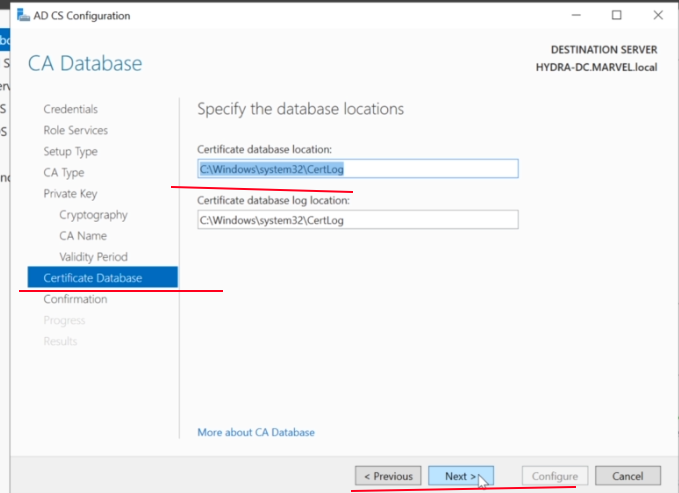 AD CS Configuration
CA Database
DESTINATION SERVER
HYDRA-DC.MARVEL.local
Credentials
Role Services
Setup Type
CA Type
Private Key
Cryptography
CA Name
Validity Period
Certificate Database
Confirmation
Progress
Results
Specify the database locations
Certificate database location:
C:\Windows\system32\CertLog
Certificate database log location:
C:\Windows\system32\CertLog
More about CA Database
< Previous
Next >
Configure
Cancel